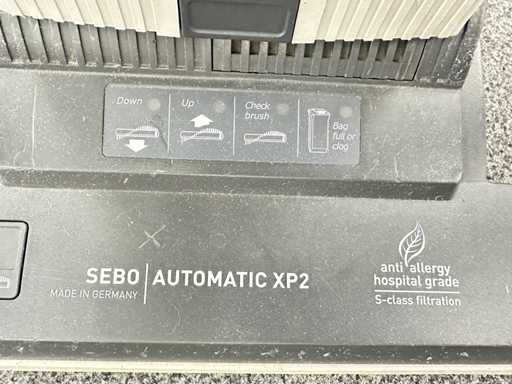 Down Up Check brush Bag full or clog
SEBO AUTOMATIC XP2
MADE IN GERMANY
anti allergy
hospital grade
S-class filtration